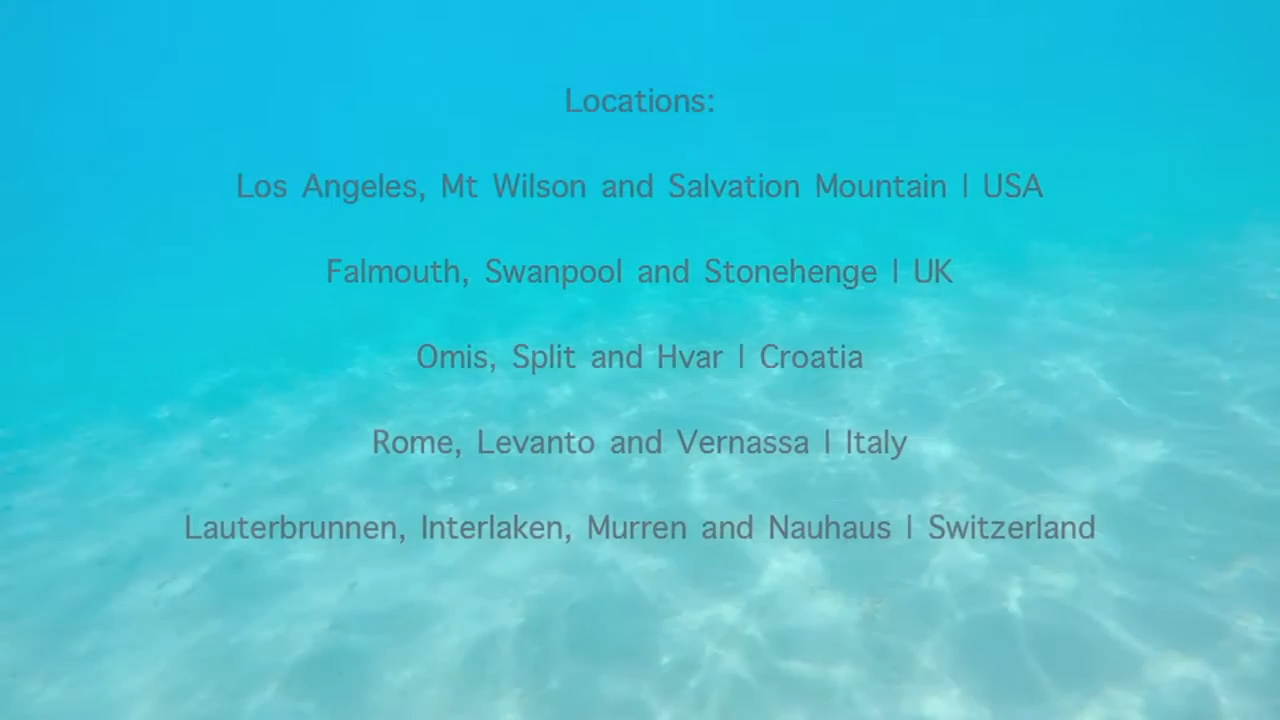 Locations:
Los Angeles, Mt Wilson and Salvation Mountain | USA
Falmouth, Swanpool and Stonehenge | UK
Omis, Split and Hvar | Croatia
Rome, Levanto and Vernassa | Italy
Lauterbrunnen, Interlaken, Murren and Nauhaus | Switzerland